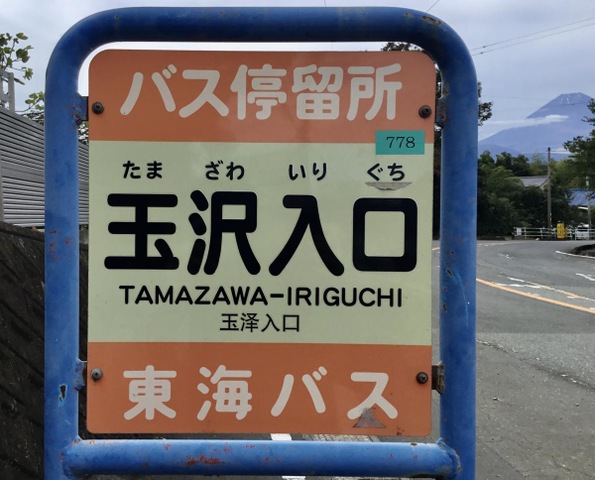 バス停留所
778
たま ざわ いり ぐち
玉沢入口
TAMAZAWA-IRIGUCHI
玉泽入口
東海バス